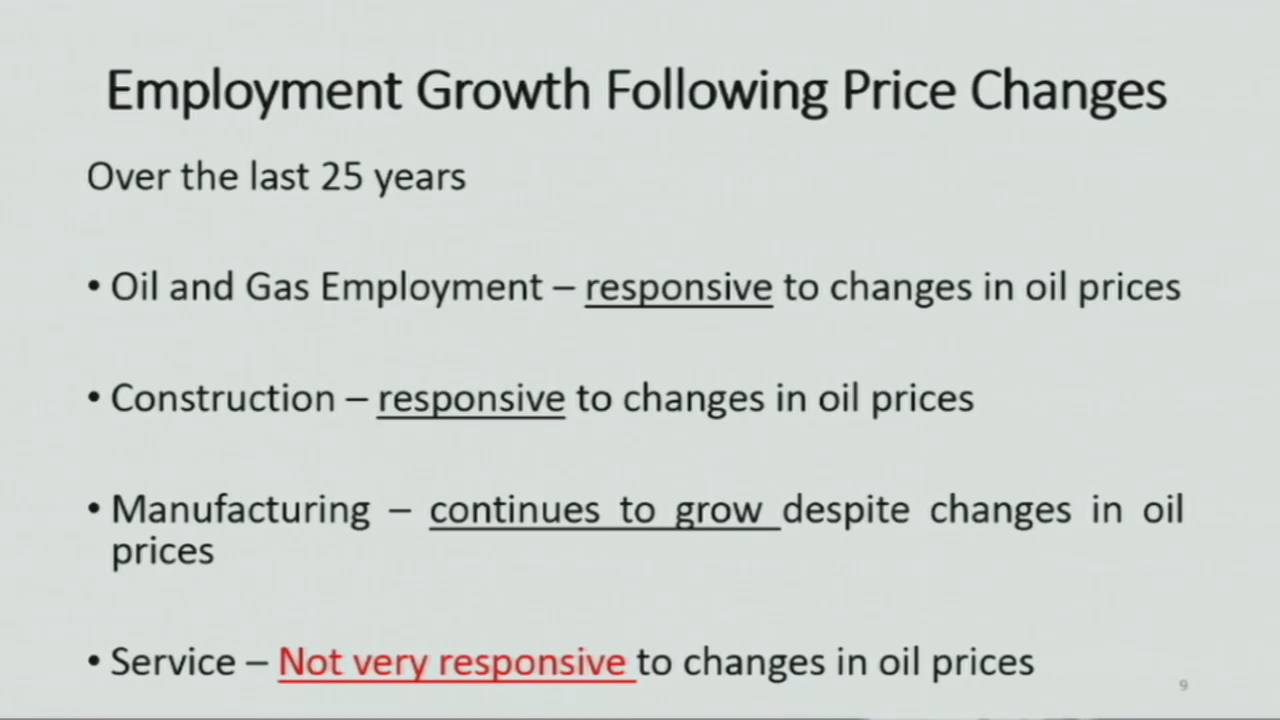 Employment Growth Following Price Changes
Over the last 25 years
• Oil and Gas Employment – responsive to changes in oil prices
• Construction – responsive to changes in oil prices
• Manufacturing – continues to grow despite changes in oil
prices
• Service – Not very responsive to changes in oil prices
9